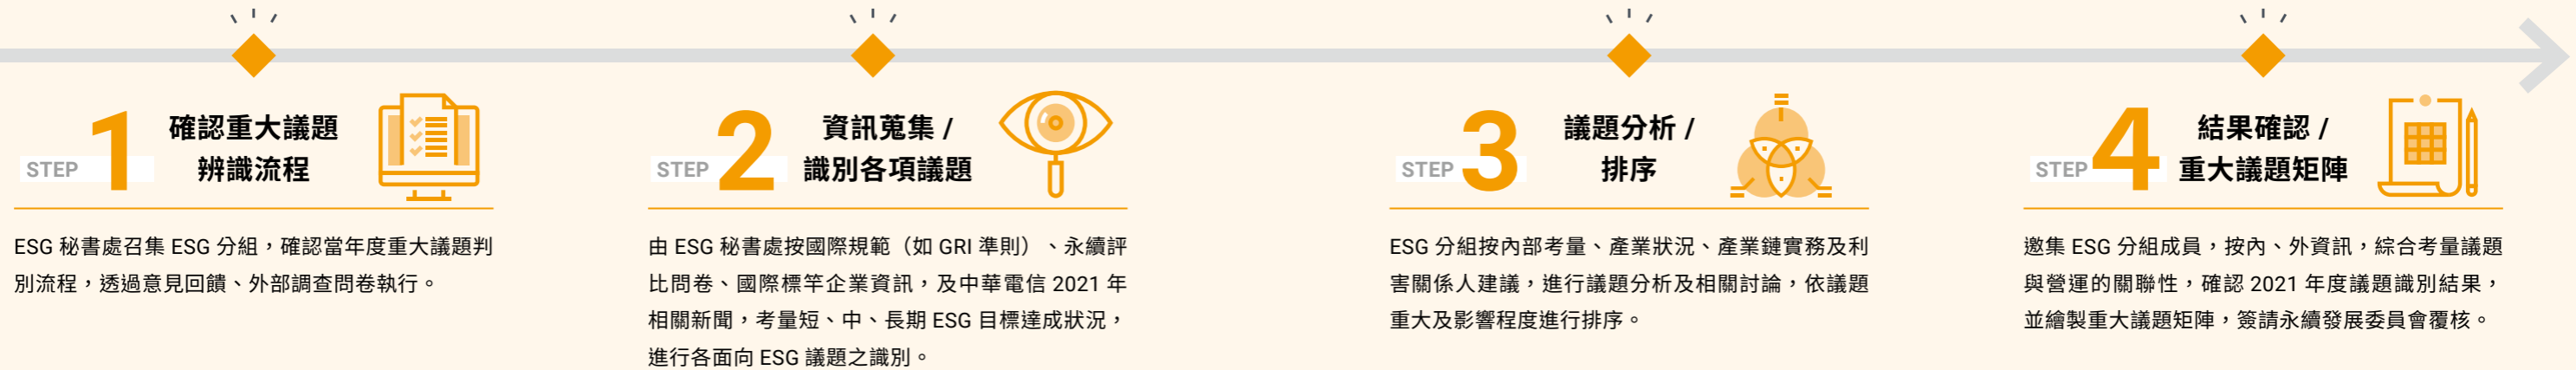 STEP 1
確認重大議題
辨識流程
ESG 秘書處召集 ESG 分組，確認當年度重大議題判
別流程，透過意見回饋、外部調查問卷執行。
STEP 2
資訊蒐集 /
識別各項議題
由 ESG 秘書處按國際規範（如 GRI 準則）、永續評
比問卷、國際標竿企業資訊，及中華電信 2021 年
相關新聞，考量短、中、長期 ESG 目標達成狀況，
進行各面向 ESG 議題之識別。
STEP 3
議題分析 /
排序
ESG 分組按內部考量、產業狀況、產業鏈實務及利
害關係人建議，進行議題分析及相關討論，依議題
重大及影響程度進行排序。
STEP 4
結果確認 /
重大議題矩陣
邀集 ESG 分組成員，按內、外資訊，綜合考量議題
與營運的關聯性，確認 2021 年度議題識別結果，
並繪製重大議題矩陣，簽請永續發展委員會覆核。